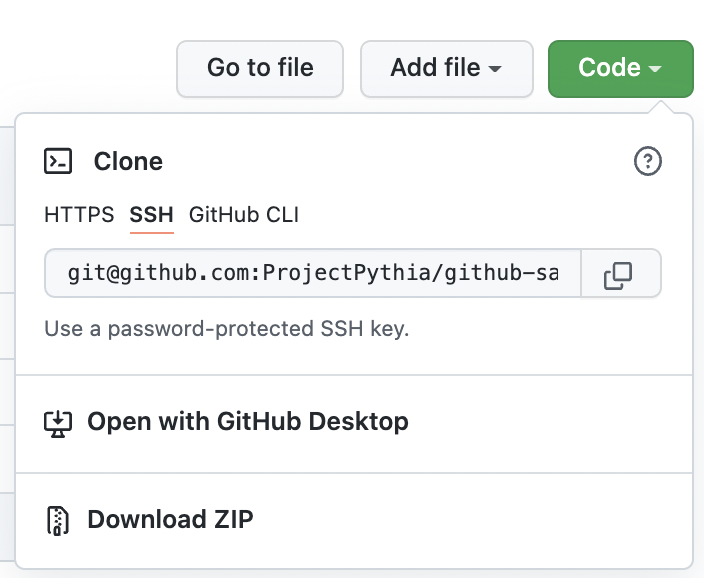 Go to file Add file Code
Clone
HTTPS SSH GitHub CLI
git@github.com:ProjectPythia/github-sa
Use a password-protected SSH key.
Open with GitHub Desktop
Download ZIP